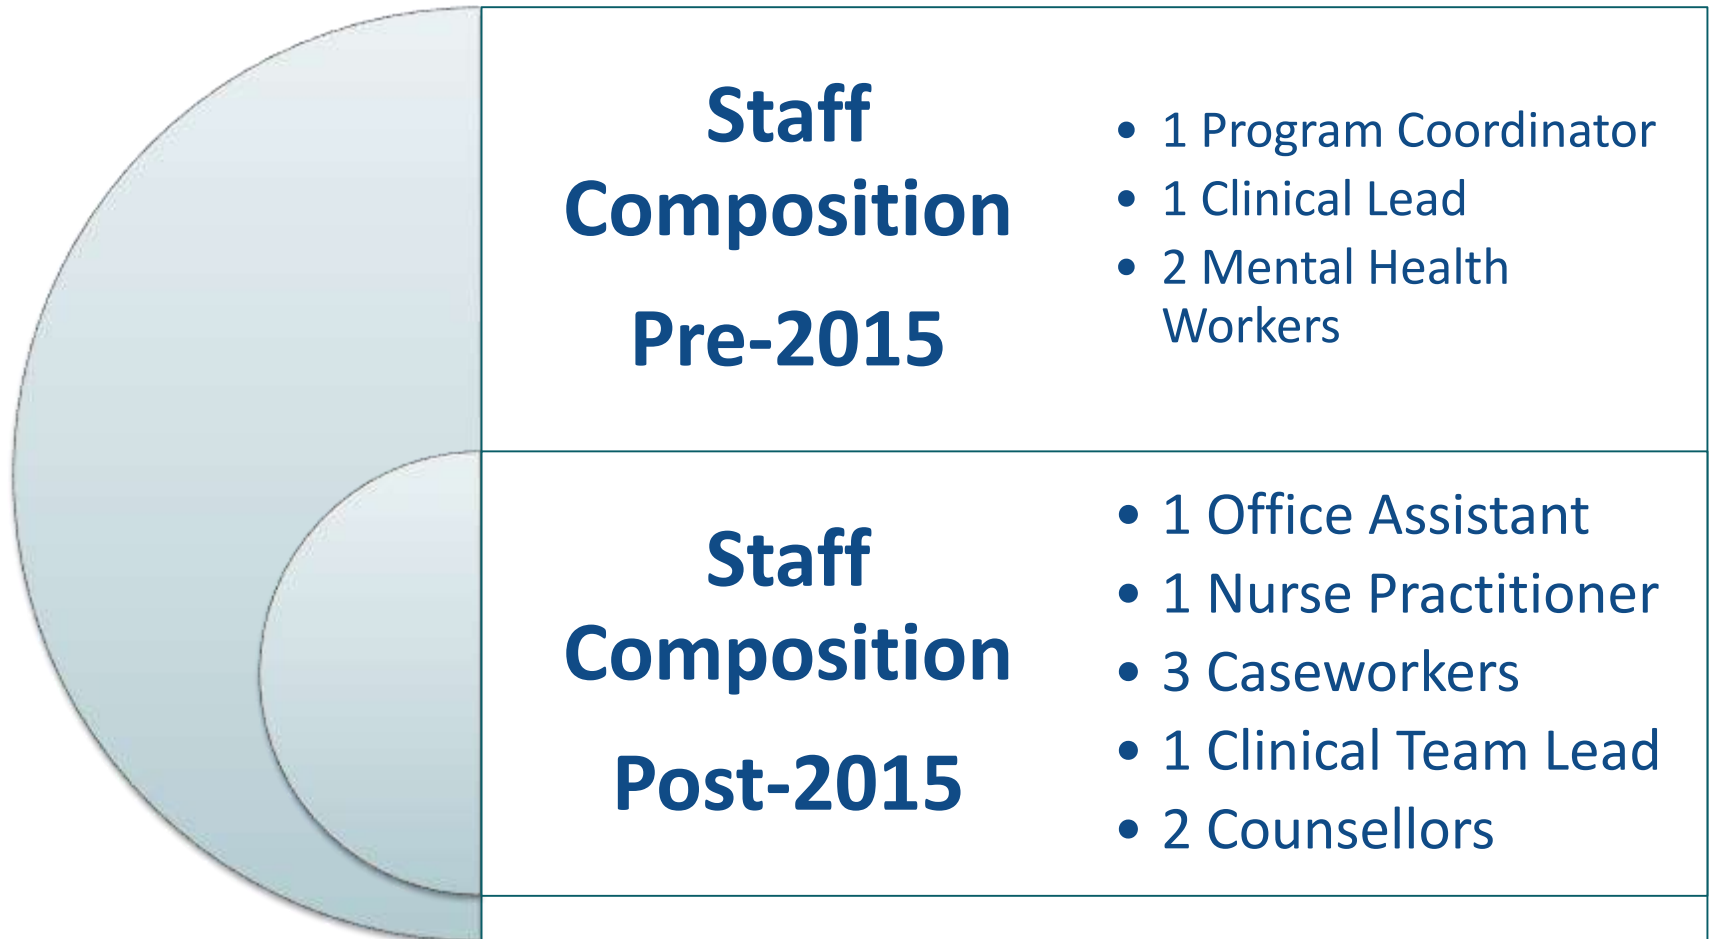 Staff
Composition
Pre-2015
• 1 Program Coordinator
• 1 Clinical Lead
• 2 Mental Health
Workers
Staff
Composition
Post-2015
• 1 Office Assistant
• 1 Nurse Practitioner
• 3 Caseworkers
• 1 Clinical Team Lead
• 2 Counsellors